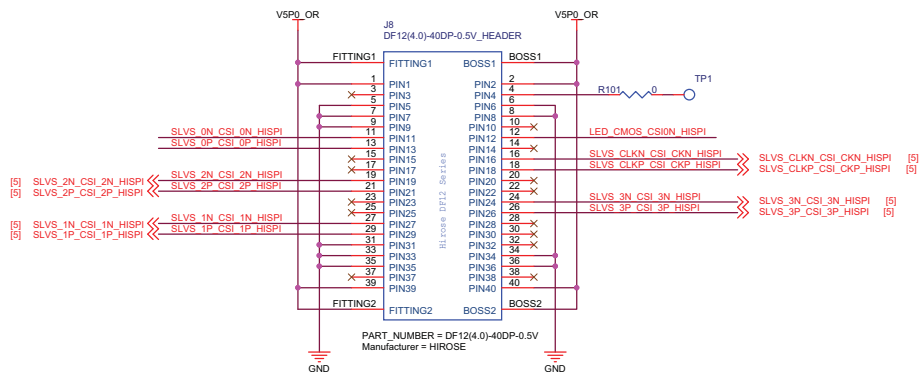 V5P0_OR V5P0_OR
J8
DF12(4.0)-40DP-0.5V_HEADER
FITTING1 FITTING1 BOSS1 BOSS1
1 PIN1 PIN2 2
3 PIN3 PIN4 4 R101 0 TP1
5 PIN5 PIN6 6
7 PIN7 PIN8 8
9 PIN9 PIN10 10
SLVS_0N_CSI_0N_HISPI 11 PIN11 PIN12 12 LED_CMOS_CSI0N_HISPI
SLVS_0P_CSI_0P_HISPI 13 PIN13 PIN14 14
15 PIN15 PIN16 16 SLVS_CLKN_CSI_CKN_HISPI SLVS_CLKN_CSI_CKN_HISPI [5]
17 PIN17 PIN18 18 SLVS_CLKP_CSI_CKP_HISPI SLVS_CLKP_CSI_CKP_HISPI [5]
[5] SLVS_2N_CSI_2N_HISPI SLVS_2N_CSI_2N_HISPI 19 PIN19 PIN20 20
[5] SLVS_2P_CSI_2P_HISPI SLVS_2P_CSI_2P_HISPI 21 PIN21 PIN22 22
23 PIN23 PIN24 24 SLVS_3N_CSI_3N_HISPI SLVS_3N_CSI_3N_HISPI [5]
25 PIN25 PIN26 26 SLVS_3P_CSI_3P_HISPI SLVS_3P_CSI_3P_HISPI [5]
[5] SLVS_1N_CSI_1N_HISPI SLVS_1N_CSI_1N_HISPI 27 PIN27 PIN28 28
[5] SLVS_1P_CSI_1P_HISPI SLVS_1P_CSI_1P_HISPI 29 PIN29 PIN30 30
31 PIN31 PIN32 32
33 PIN33 PIN34 34
35 PIN35 PIN36 36
37 PIN37 PIN38 38
39 PIN39 PIN40 40
FITTING2 FITTING2 BOSS2 BOSS2
Hirose DF12 Series
PART_NUMBER = DF12(4.0)-40DP-0.5V
Manufacturer = HIROSE
GND GND